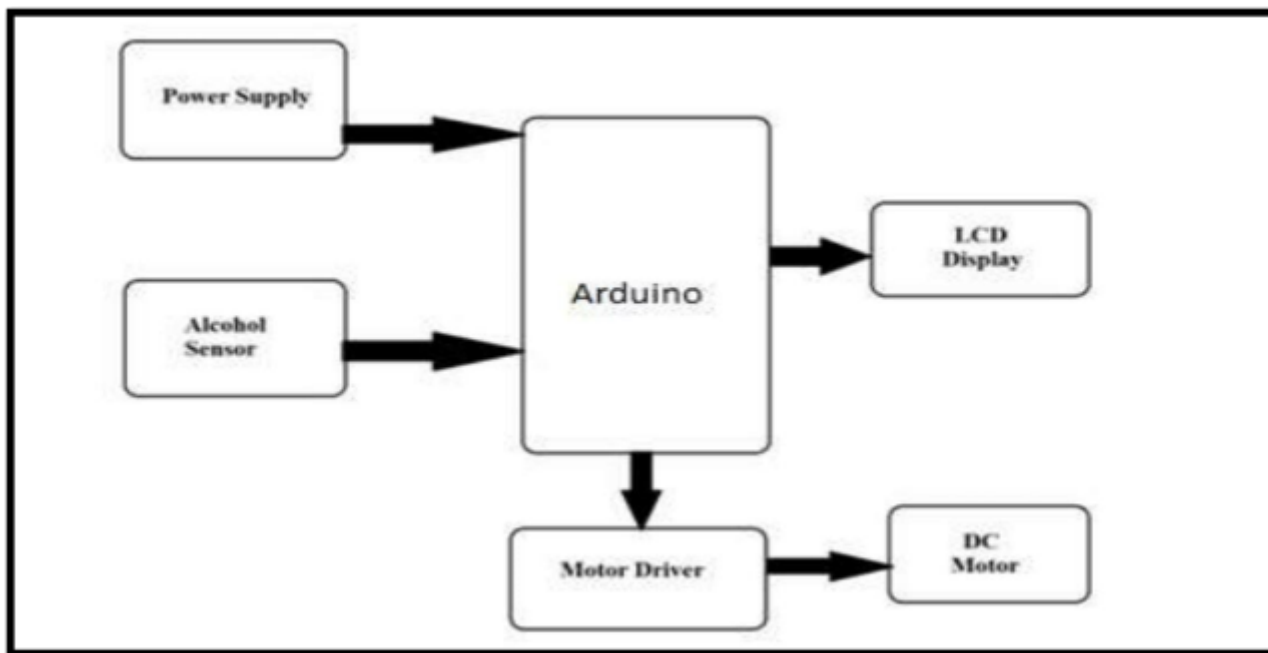 Power Supply
Alcohol
Sensor
Arduino
LCD
Display
Motor Driver
DC
Motor